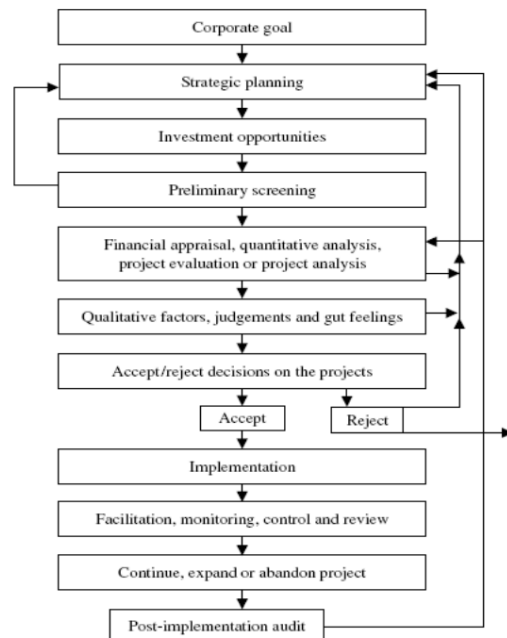 Corporate goal
Strategic planning
Investment opportunities
Preliminary screening
Financial appraisal, quantitative analysis,
project evaluation or project analysis
Qualitative factors, judgements and gut feelings
Accept/reject decisions on the projects
Accept
Reject
Implementation
Facilitation, monitoring, control and review
Continue, expand or abandon project
Post-implementation audit